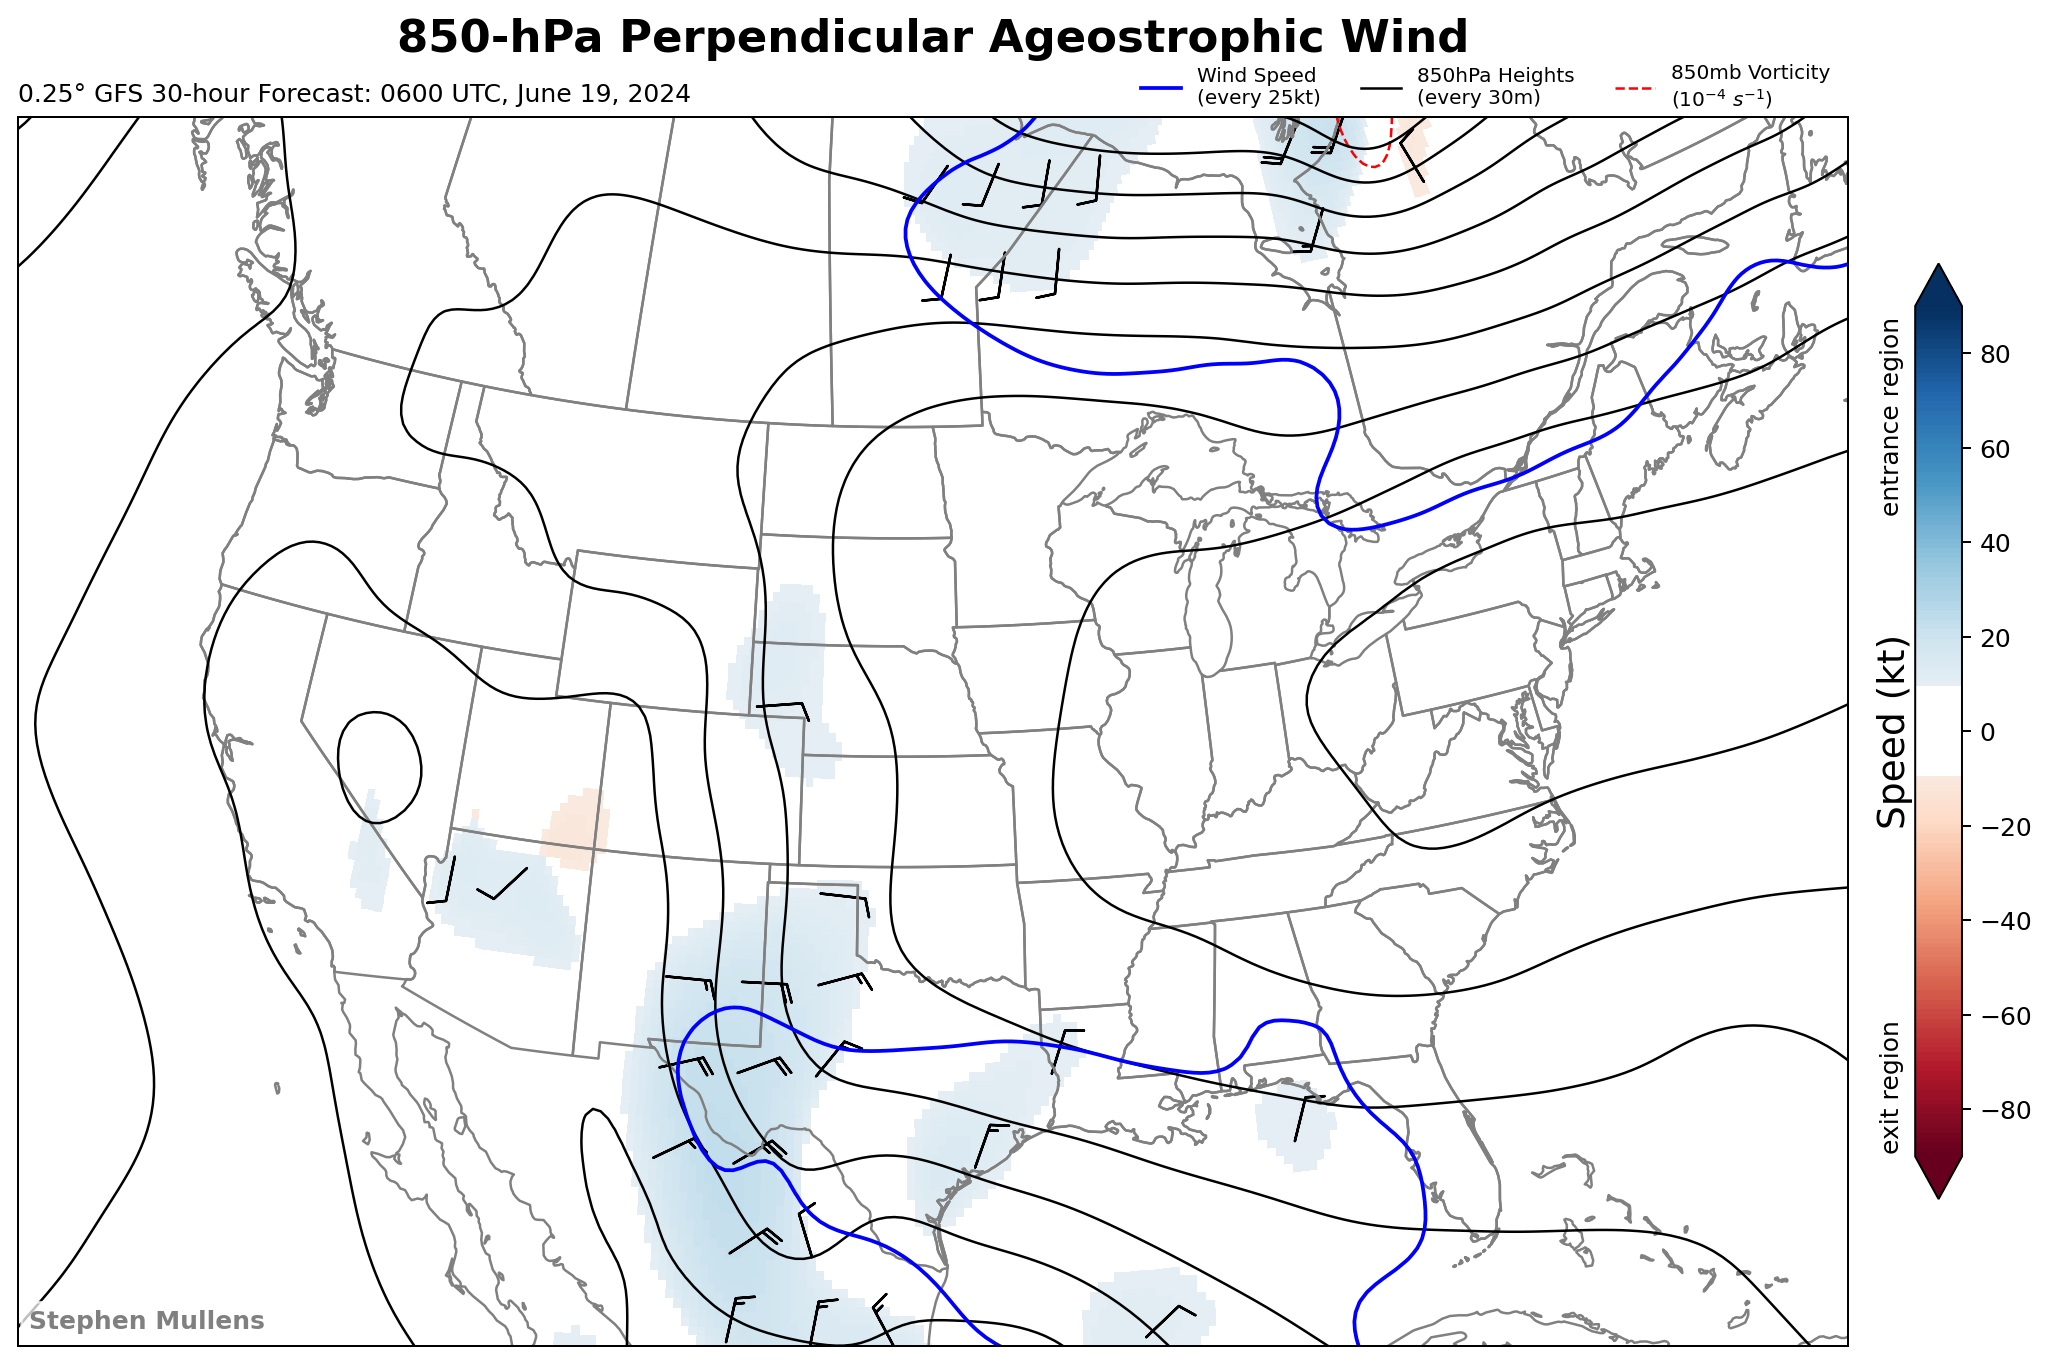 850-hPa Perpendicular Ageostrophic Wind
0.25° GFS 30-hour Forecast: 0600 UTC, June 19, 2024
Wind Speed
(every 25kt)
850hPa Heights
(every 30m)
850mb Vorticity
(10⁻⁴ s⁻¹)
entrance region
Speed (kt)
exit region
80
60
40
20
0
−20
−40
−60
−80
Stephen Mullens